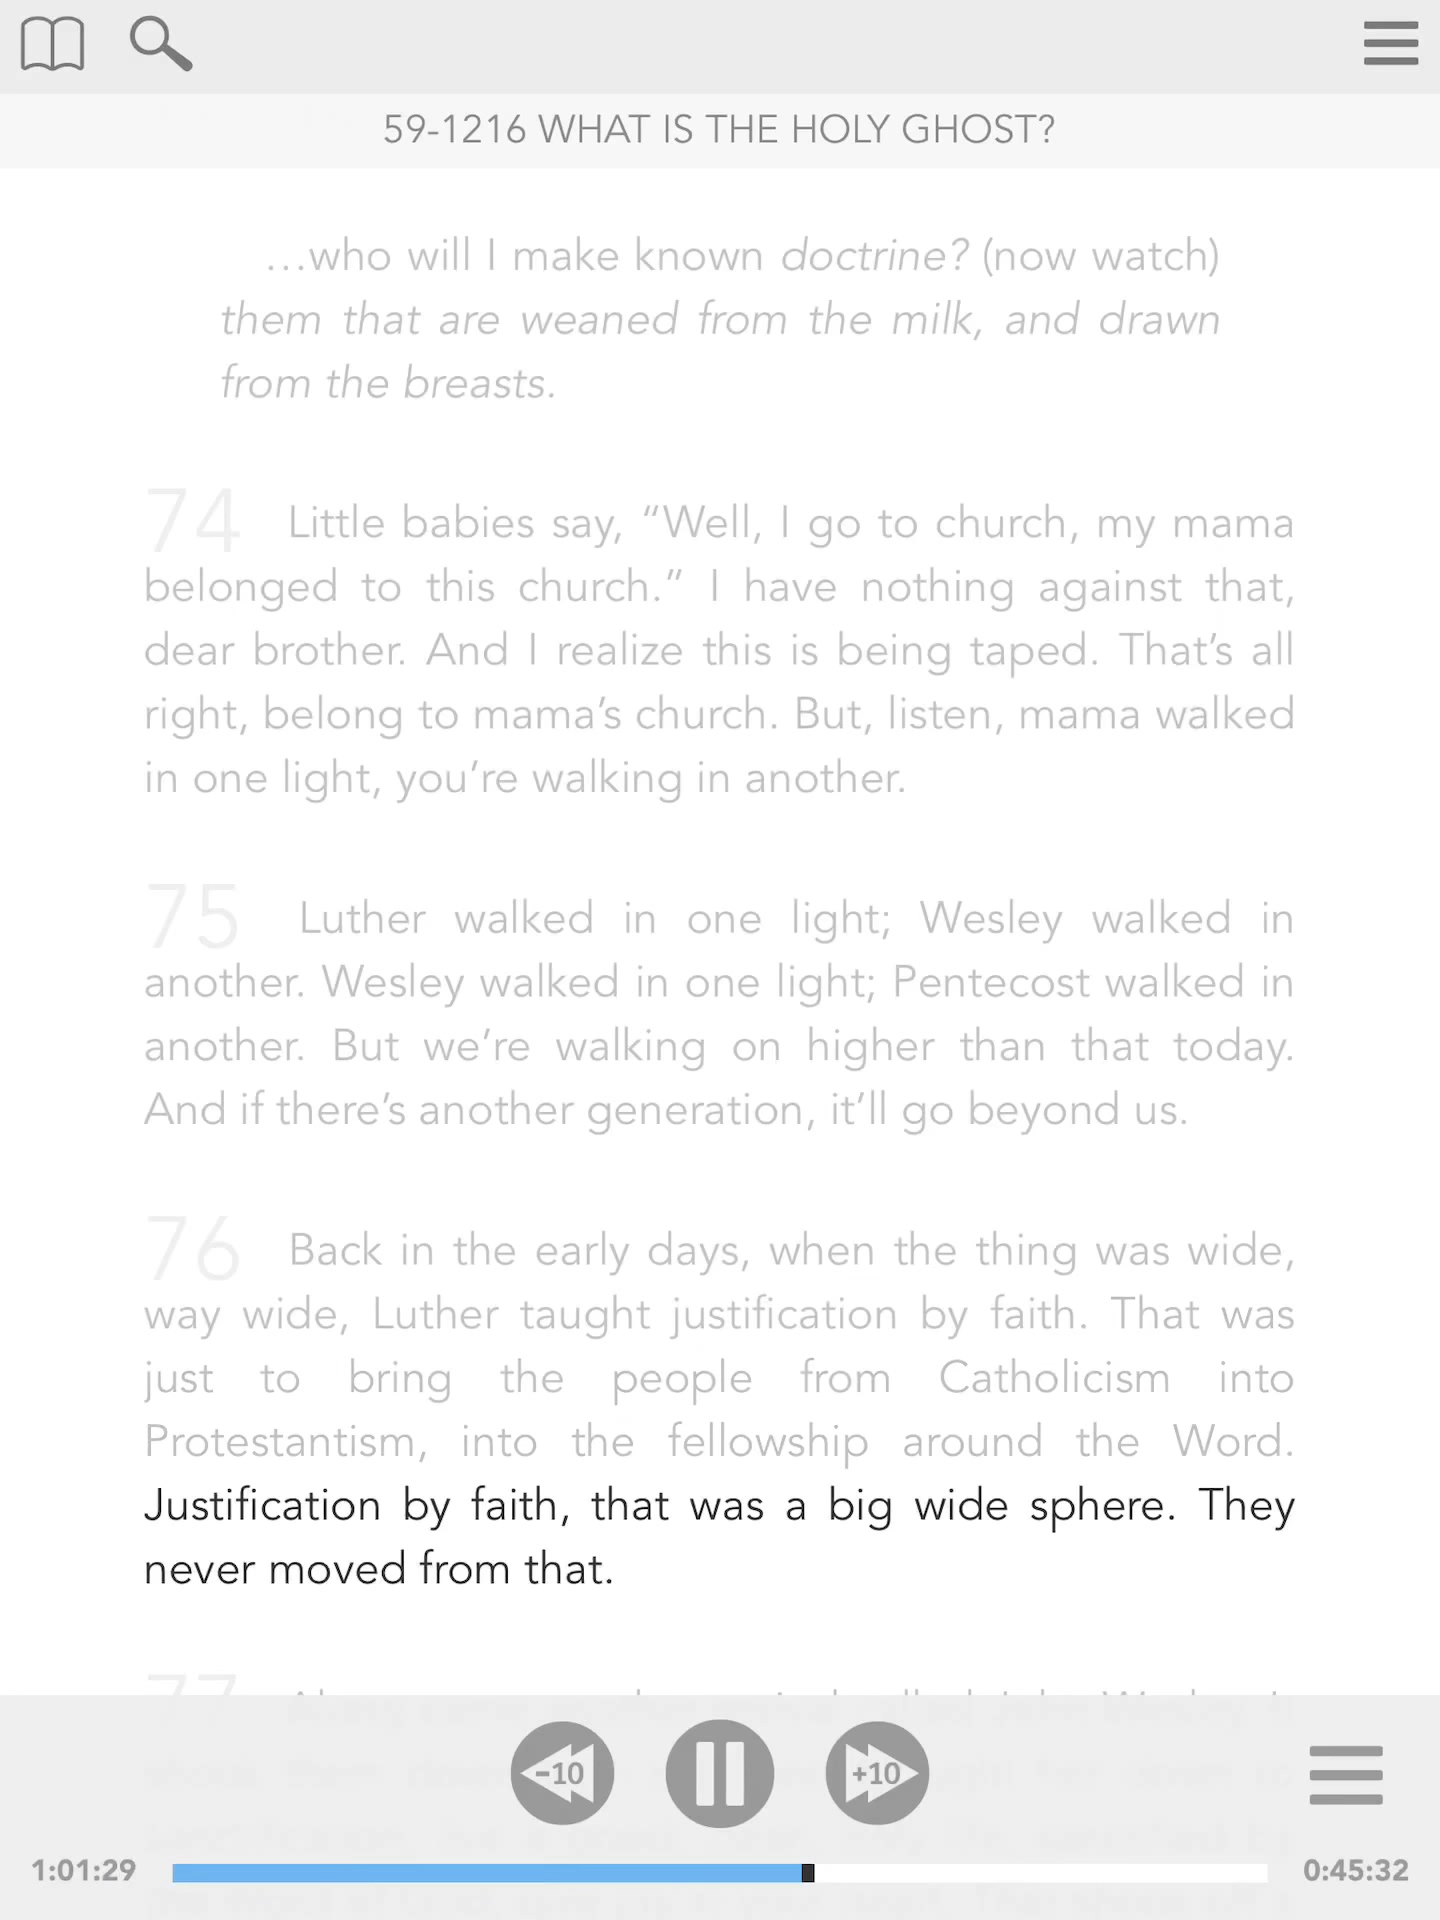 59-1216 WHAT IS THE HOLY GHOST?
…who will I make known doctrine? (now watch)
them that are weaned from the milk, and drawn
from the breasts.
74 Little babies say, “Well, I go to church, my mama
belonged to this church.” I have nothing against that,
dear brother. And I realize this is being taped. That’s all
right, belong to mama’s church. But, listen, mama walked
in one light, you’re walking in another.
75 Luther walked in one light; Wesley walked in
another. Wesley walked in one light; Pentecost walked in
another. But we’re walking on higher than that today.
And if there’s another generation, it’ll go beyond us.
76 Back in the early days, when the thing was wide,
way wide, Luther taught justification by faith. That was
just to bring the people from Catholicism into
Protestantism, into the fellowship around the Word.
Justification by faith, that was a big wide sphere. They
never moved from that.
77
-10 +10
1:01:29 0:45:32